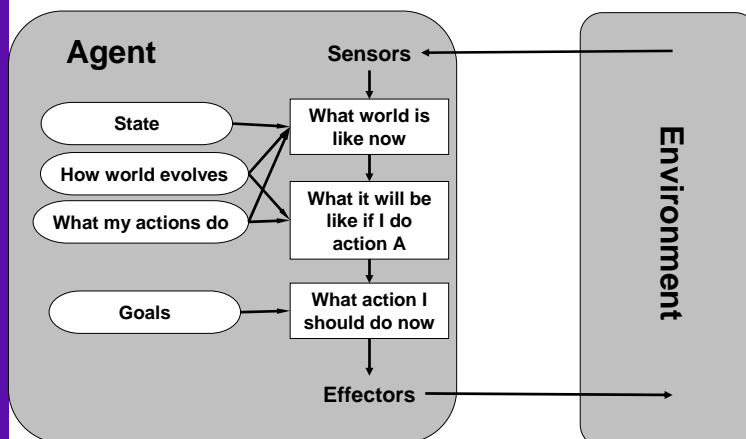 Agent
Sensors
State
What world is
like now
How world evolves
What my actions do
What it will be
like if I do
action A
Goals
What action I
should do now
Effectors
Environment